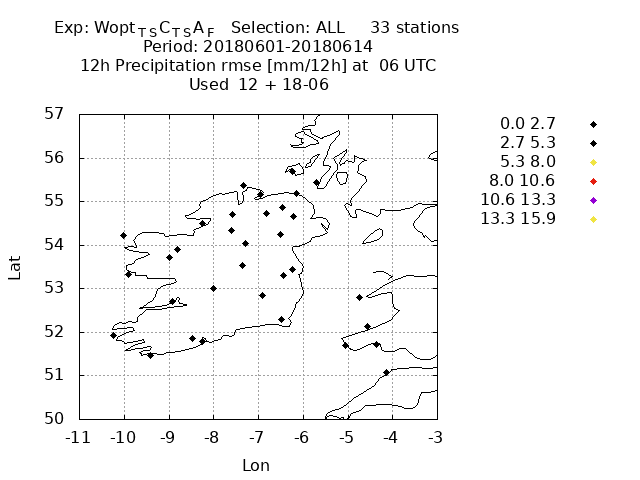 Exp: Wopt_TS C_TS A_F Selection: ALL 33 stations
Period: 20180601-20180614
12h Precipitation rmse [mm/12h] at 06 UTC
Used 12 + 18-06
57
56
55
54
53
52
51
50
Lat
-11 -10 -9 -8 -7 -6 -5 -4 -3
Lon
0.0 2.7
2.7 5.3
5.3 8.0
8.0 10.6
10.6 13.3
13.3 15.9